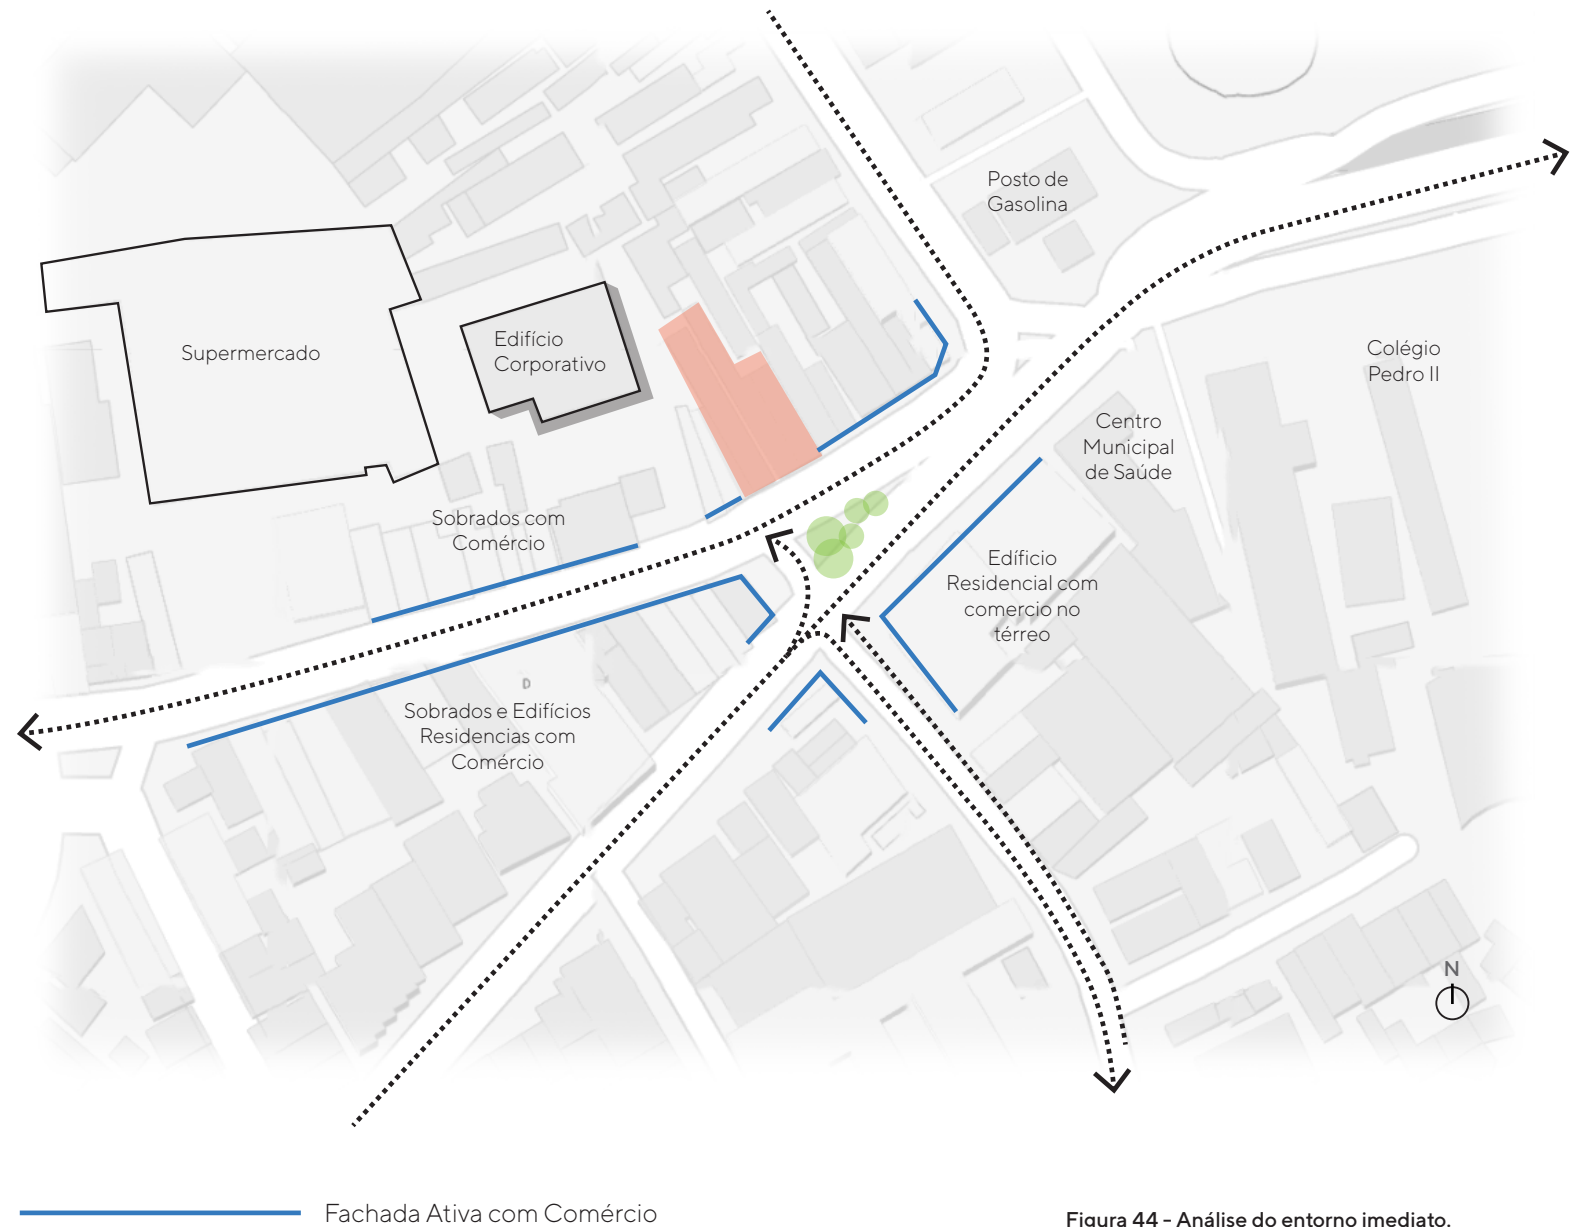 Posto de
Gasolina
Supermercado
Edifício
Corporativo
Colégio
Pedro II
Centro
Municipal
de Saúde
Sobrados com
Comércio
Edíficio
Residencial com
comercio no
térreo
D
Sobrados e Edifícios
Residencias com
Comércio
N
Fachada Ativa com Comércio
Figura 44 - Análise do entorno imediato.